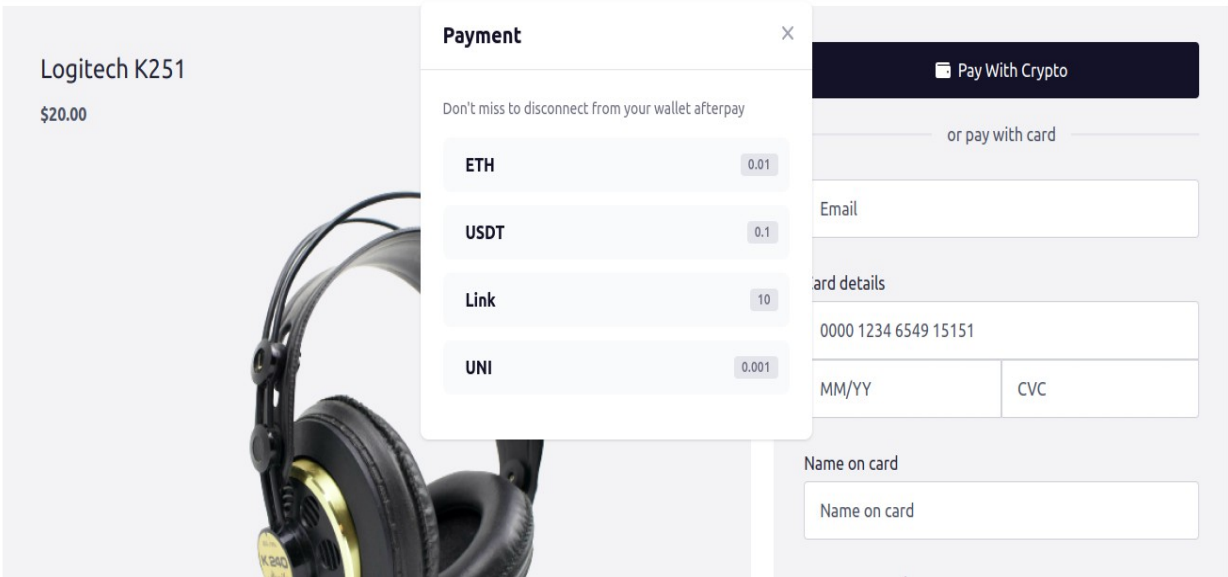 Logitech K251
$20.00
Payment
Don't miss to disconnect from your wallet afterpay
ETH 0.01
USDT 0.1
Link 10
UNI 0.001
Pay With Crypto
or pay with card
Email
ard details
0000 1234 6549 15151
MM/YY CVC
Name on card
Name on card
K 240